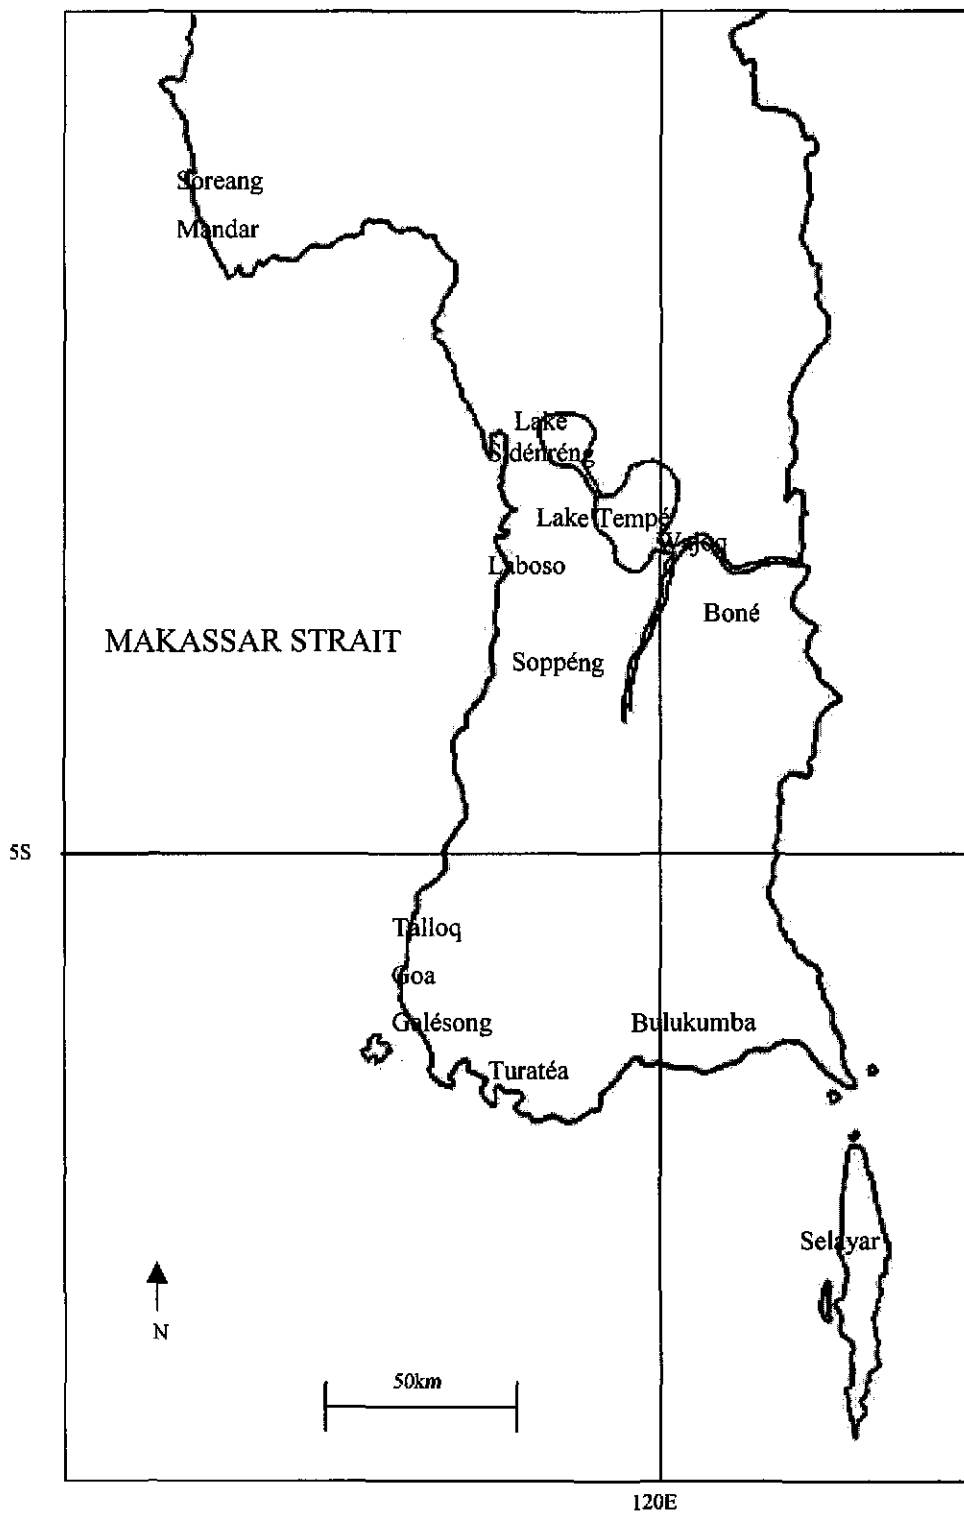 Soreang
Mandar
Lake
Sidénréng
Lake Tempé
Wajoq
Laboso
Boné
MAKASSAR STRAIT
Soppéng
5S
Talloq
Goa
Galésong
Bulukumba
Turatéa
Selayar
N
50km
120E